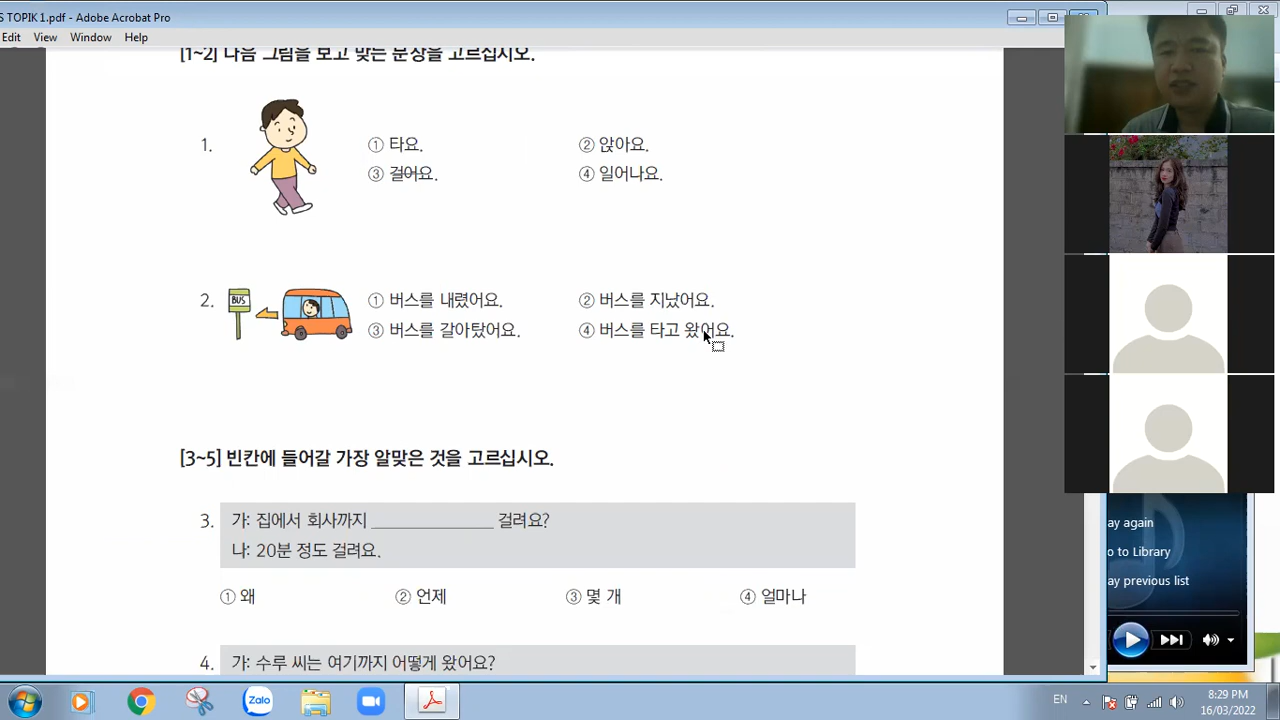 S TOPIK 1.pdf - Adobe Acrobat Pro
Edit View Window Help
[1~2] 다음 그림을 보고 맞는 문장을 고르십시오.
1.
① 타요. ② 앉아요.
③ 걸어요. ④ 일어나요.
2.
BUS
① 버스를 내렸어요. ② 버스를 지났어요.
③ 버스를 갈아탔어요. ④ 버스를 타고 왔어요.
[3~5] 빈칸에 들어갈 가장 알맞은 것을 고르십시오.
3. 가: 집에서 회사까지 ______________ 걸려요?
나: 20분 정도 걸려요.
① 왜 ② 언제 ③ 몇 개 ④ 얼마나
4. 가: 수루 씨는 여기까지 어떻게 왔어요?
ay again
o to Library
ay previous list
Zalo
EN
8:29 PM
16/03/2022